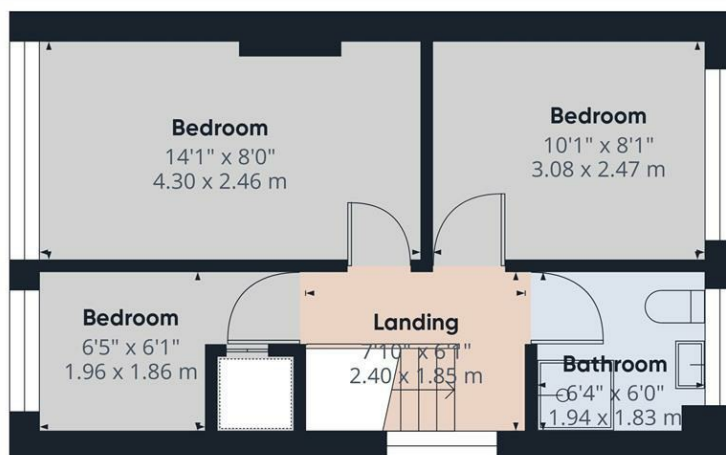 Bedroom
14'1" x 8'0"
4.30 x 2.46 m
Bedroom
10'1" x 8'1"
3.08 x 2.47 m
Bedroom
6'5" x 6'1"
1.96 x 1.86 m
Landing
7'10" x 6'1"
2.40 x 1.85 m
Bathroom
6'4" x 6'0"
1.94 x 1.83 m